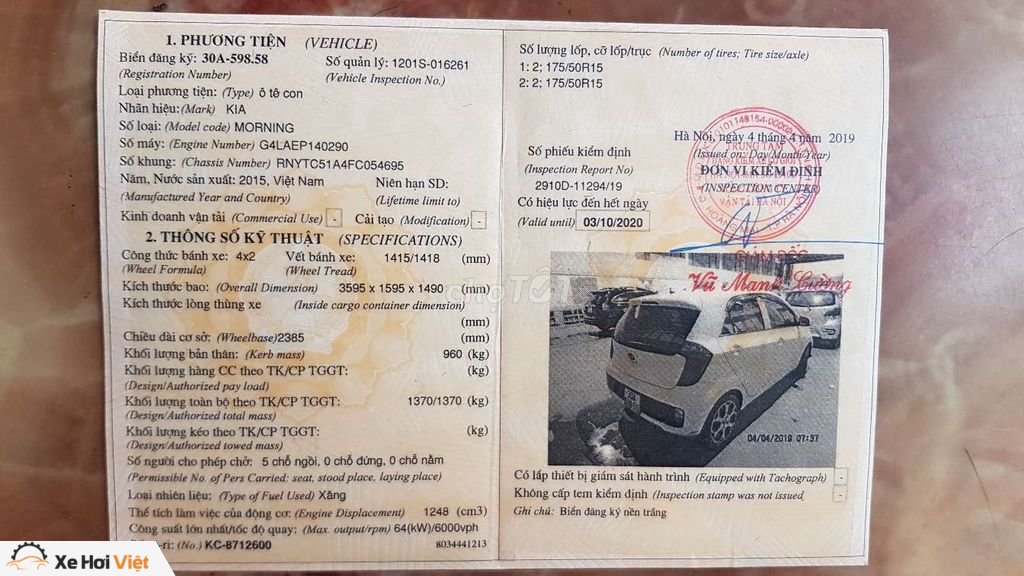 1. PHƯƠNG TIỆN (VEHICLE)
Biển đăng ký: 30A-598.58
Số quản lý: 1201S-016261
(Registration Number)
(Vehicle Inspection No.)
Loại phương tiện: (Type) Ô tô con
Nhãn hiệu: (Mark) KIA
Số loại: (Model code) MORNING
Số máy: (Engine Number) G4LAEP140290
Số khung: (Chassis Number) RNYTC51A4FC054695
Năm, Nước sản xuất: 2015, Việt Nam
Niên hạn SD:
(Manufactured Year and Country)
(Lifetime limit to)
Kinh doanh vận tải (Commercial Use) - Cải tạo (Modification) -
2. THÔNG SỐ KỸ THUẬT (SPECIFICATIONS)
Công thức bánh xe: 4x2 Vết bánh xe: 1415/1418 (mm)
(Wheel Formula) (Wheel Tread)
Kích thước bao: (Overall Dimension) 3595 x 1595 x 1490 (mm)
Kích thước lòng thùng xe (Inside cargo container dimension)
(mm)
Chiều dài cơ sở: (Wheelbase)2385 (mm)
Khối lượng bản thân: (Kerb mass) 960 (kg)
Khối lượng hàng CC theo TK/CP TGGT: (kg)
(Design/Authorized pay load)
Khối lượng toàn bộ theo TK/CP TGGT: 1370/1370 (kg)
(Design/Authorized total mass)
Khối lượng kéo theo TK/CP TGGT: (kg)
(Design/Authorized towed mass)
Số người cho phép chở: 5 chỗ ngồi, 0 chỗ đứng, 0 chỗ nằm
(Permissible No. of Pers Carried: seat, stood place, laying place)
Loại nhiên liệu: (Type of Fuel Used) Xăng
Thể tích làm việc của động cơ: (Engine Displacement) 1248 (cm3)
Công suất lớn nhất/tốc độ quay: (Max. output/rpm) 64(kW)/6000vph
ri: (No.) KC-8712600
8034441213
Số lượng lốp, cỡ lốp/trục (Number of tires; Tire size/axle)
1: 2; 175/50R15
2: 2; 175/50R15
Hà Nội, ngày 4 tháng 4 năm 2019
(Issued on: Day/Month/Year)
Số phiếu kiểm định
ĐƠN VỊ KIỂM ĐỊNH
(Inspection Report No)
(INSPECTION CENTER)
2910D-11294/19
Có hiệu lực đến hết ngày
(Valid until) 03/10/2020
TRUNG TÂM
VẬN TẢI HÀ NỘI
GIÁM ĐỐC
Vũ Mạnh Cường
04/04/2019 07:37
Có lắp thiết bị giám sát hành trình (Equipped with Tachograph) -
Không cấp tem kiểm định (Inspection stamp was not issued -
Ghi chú: Biển đăng ký nền trắng
chợTỐT
Xe Hơi Việt